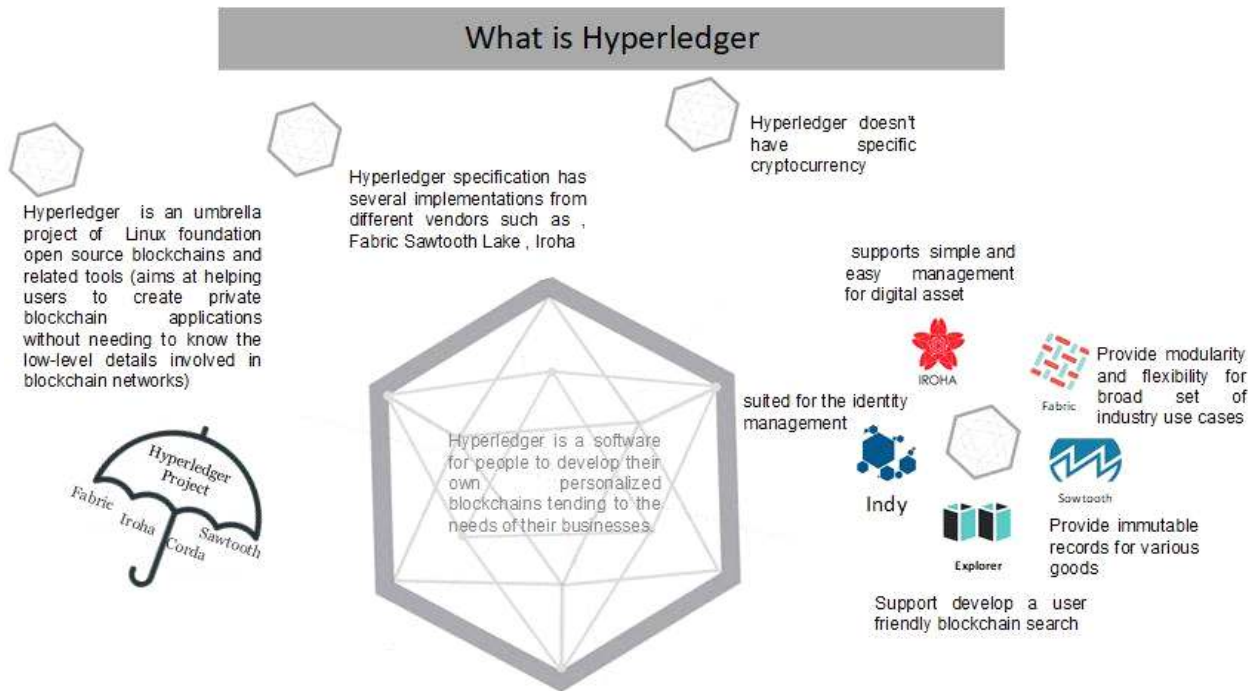 What is Hyperledger
Hyperledger is an umbrella
project of Linux foundation
open source blockchains and
related tools (aims at helping
users to create private
blockchain applications
without needing to know the
low-level details involved in
blockchain networks)
Hyperledger
Project
Fabric
Iroha
Corda
Sawtooth
Hyperledger specification has
several implementations from
different vendors such as ,
Fabric Sawtooth Lake , Iroha
Hyperledger is a software
for people to develop their
own personalized
blockchains tending to the
needs of their businesses.
Hyperledger doesn't
have specific
cryptocurrency
supports simple and
easy management
for digital asset
IROHA
Fabric
Provide modularity
and flexibility for
broad set of
industry use cases
suited for the identity
management
Indy
Sawtooth
Provide immutable
records for various
goods
Explorer
Support develop a user
friendly blockchain search